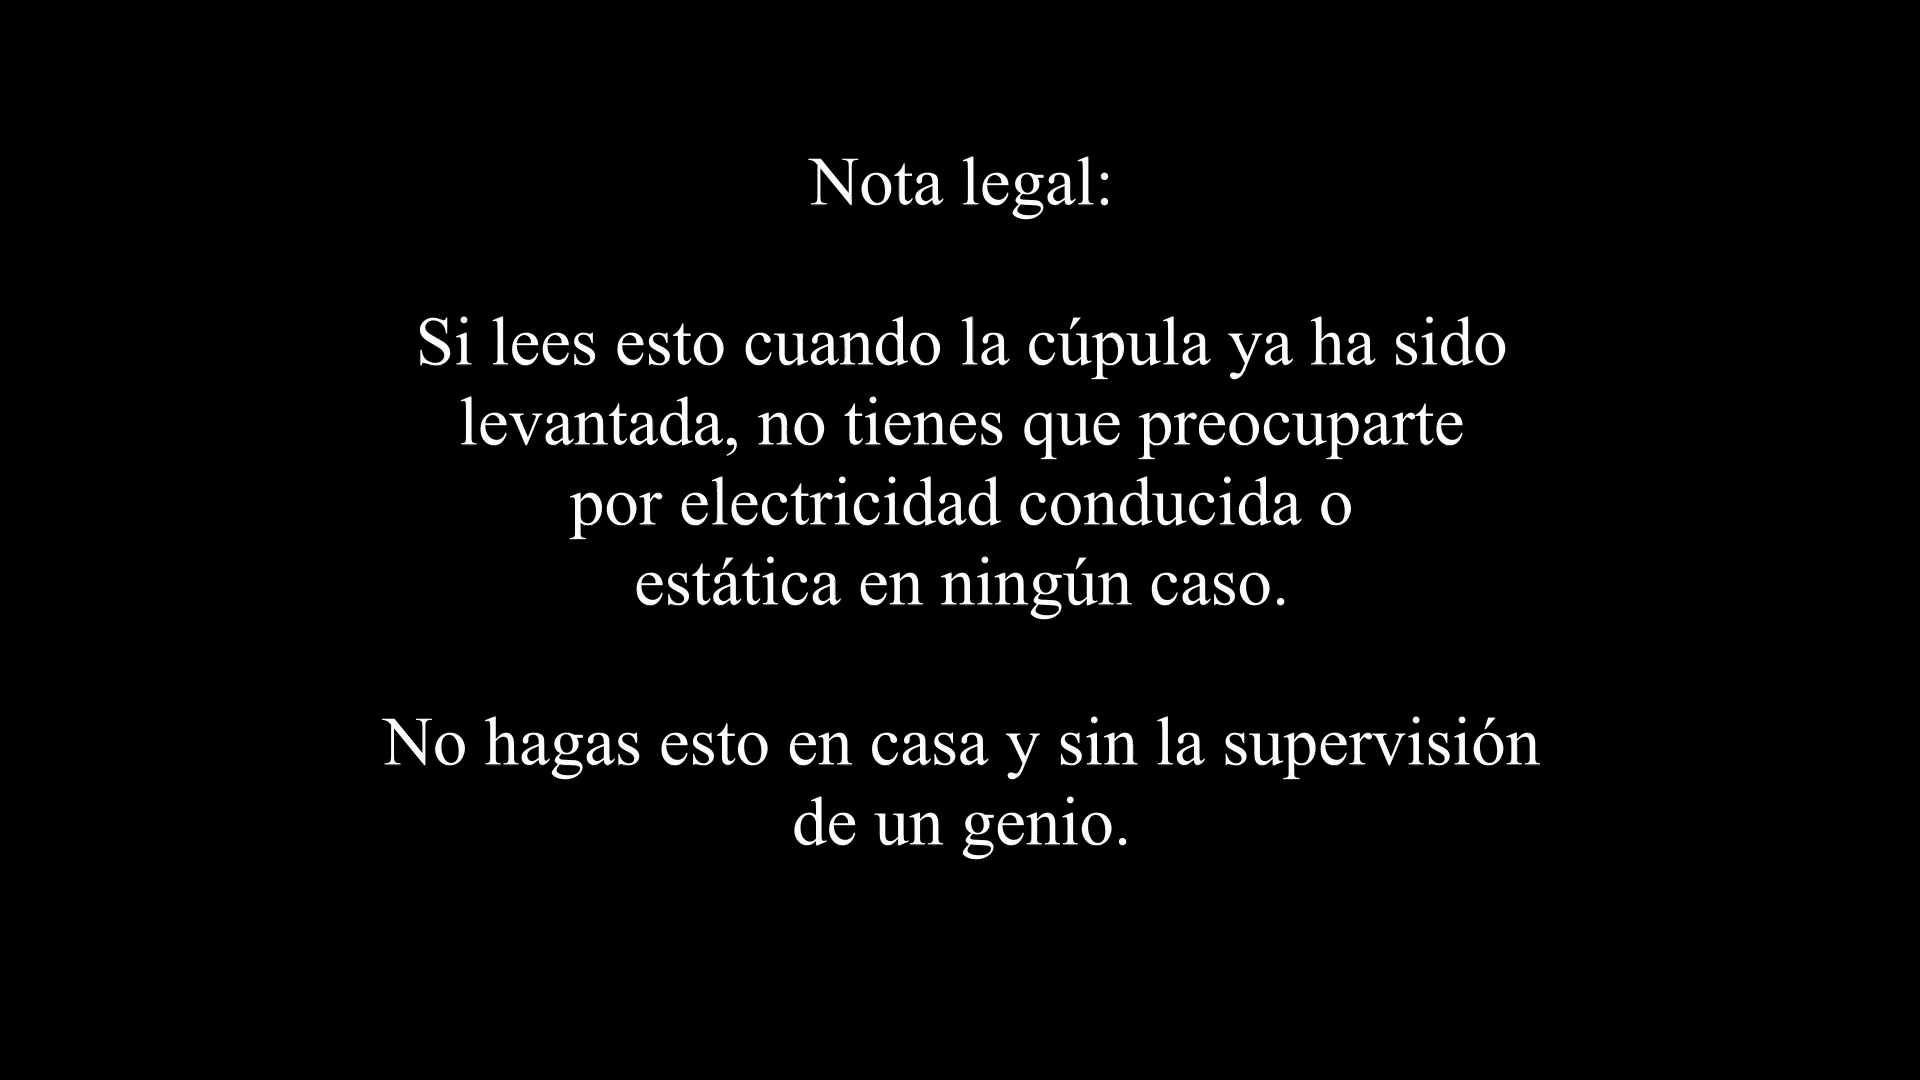 Nota legal:
Si lees esto cuando la cúpula ya ha sido
levantada, no tienes que preocuparte
por electricidad conducida o
estática en ningún caso.
No hagas esto en casa y sin la supervisión
de un genio.